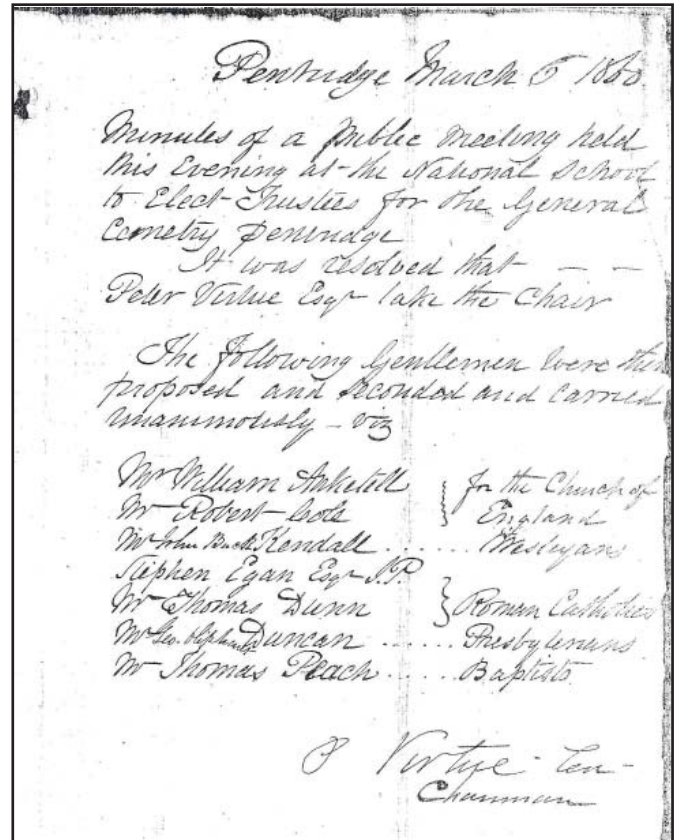 Pentridge March 5 1860
Minutes of a public meeting held
this Evening at the National School
to Elect Trustees for the General
Cemetry Pentridge
It was resolved that — —
Peter Virtue Esqr take the Chair
The following Gentlemen were then
proposed and seconded and carried
unanimously – viz
Mr William Anketell } for the Church of
Mr Robert Cole } England
Mr John Buck Kendall ...... Wesleyans
Stephen Egan Esqr J.P.
Mr Thomas Dunn } Roman Catholics
Mr Geo. Duncan ...... Presbyterians
Mr Thomas Peach ..... Baptists
P Virtue
Chairman